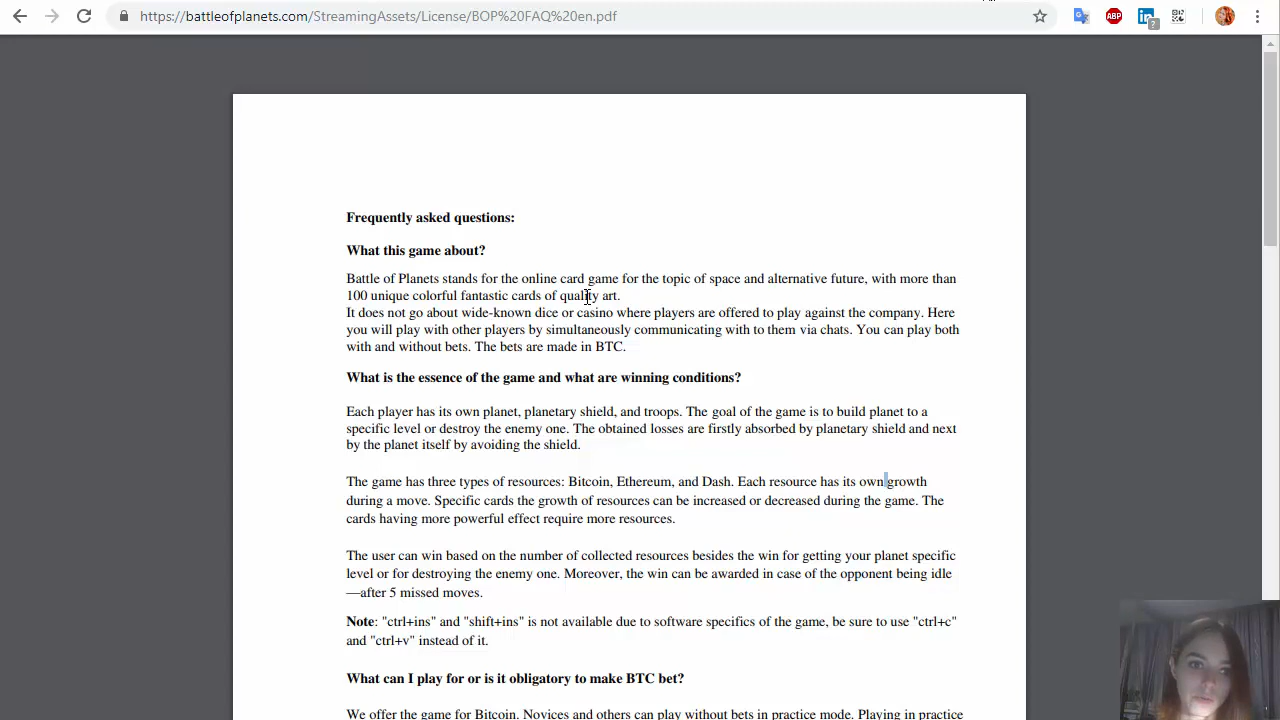 https://battleofplanets.com/StreamingAssets/License/BOP%20FAQ%20en.pdf
ABP
in
?
Frequently asked questions:
What this game about?
Battle of Planets stands for the online card game for the topic of space and alternative future, with more than
100 unique colorful fantastic cards of quality art.
It does not go about wide-known dice or casino where players are offered to play against the company. Here
you will play with other players by simultaneously communicating with to them via chats. You can play both
with and without bets. The bets are made in BTC.
What is the essence of the game and what are winning conditions?
Each player has its own planet, planetary shield, and troops. The goal of the game is to build planet to a
specific level or destroy the enemy one. The obtained losses are firstly absorbed by planetary shield and next
by the planet itself by avoiding the shield.
The game has three types of resources: Bitcoin, Ethereum, and Dash. Each resource has its own growth
during a move. Specific cards the growth of resources can be increased or decreased during the game. The
cards having more powerful effect require more resources.
The user can win based on the number of collected resources besides the win for getting your planet specific
level or for destroying the enemy one. Moreover, the win can be awarded in case of the opponent being idle
—after 5 missed moves.
Note: "ctrl+ins" and "shift+ins" is not available due to software specifics of the game, be sure to use "ctrl+c"
and "ctrl+v" instead of it.
What can I play for or is it obligatory to make BTC bet?
We offer the game for Bitcoin. Novices and others can play without bets in practice mode. Playing in practice